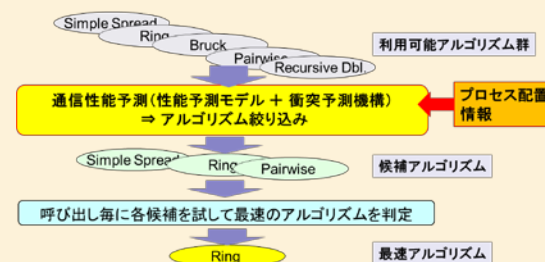 Simple Spread
Ring
Bruck
Pairwise
Recursive Dbl.
利用可能アルゴリズム群
通信性能予測(性能予測モデル + 衝突予測機構)
⇒ アルゴリズム絞り込み
プロセス配置
情報
Simple Spread
Ring
Pairwise
候補アルゴリズム
呼び出し毎に各候補を試して最速のアルゴリズムを判定
Ring
最速アルゴリズム